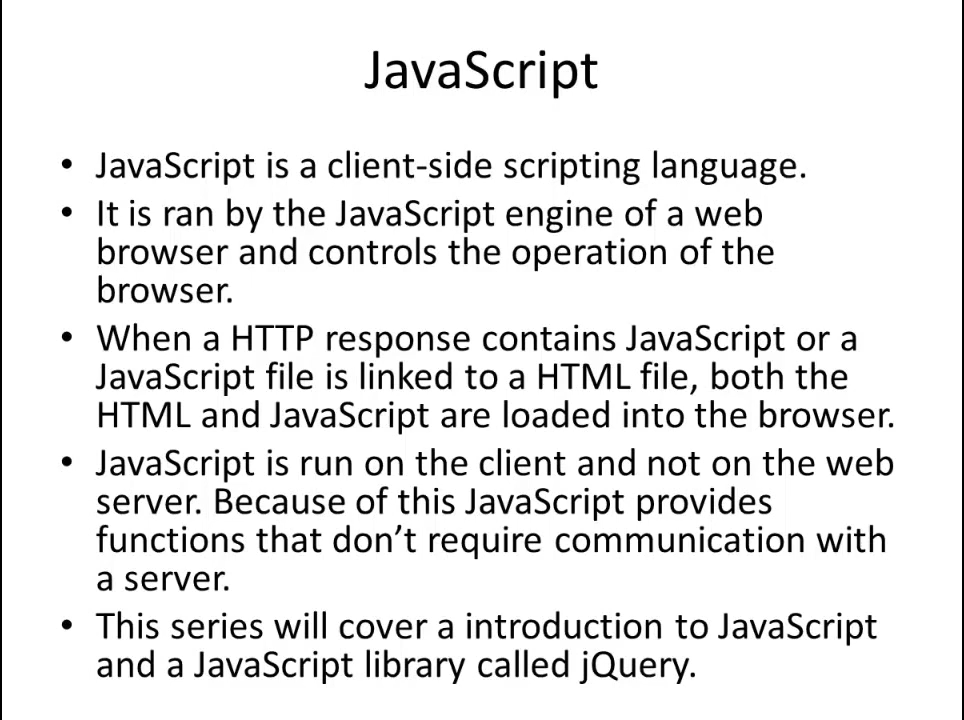 JavaScript
• JavaScript is a client-side scripting language.
• It is ran by the JavaScript engine of a web
browser and controls the operation of the
browser.
• When a HTTP response contains JavaScript or a
JavaScript file is linked to a HTML file, both the
HTML and JavaScript are loaded into the browser.
• JavaScript is run on the client and not on the web
server. Because of this JavaScript provides
functions that don’t require communication with
a server.
• This series will cover a introduction to JavaScript
and a JavaScript library called jQuery.